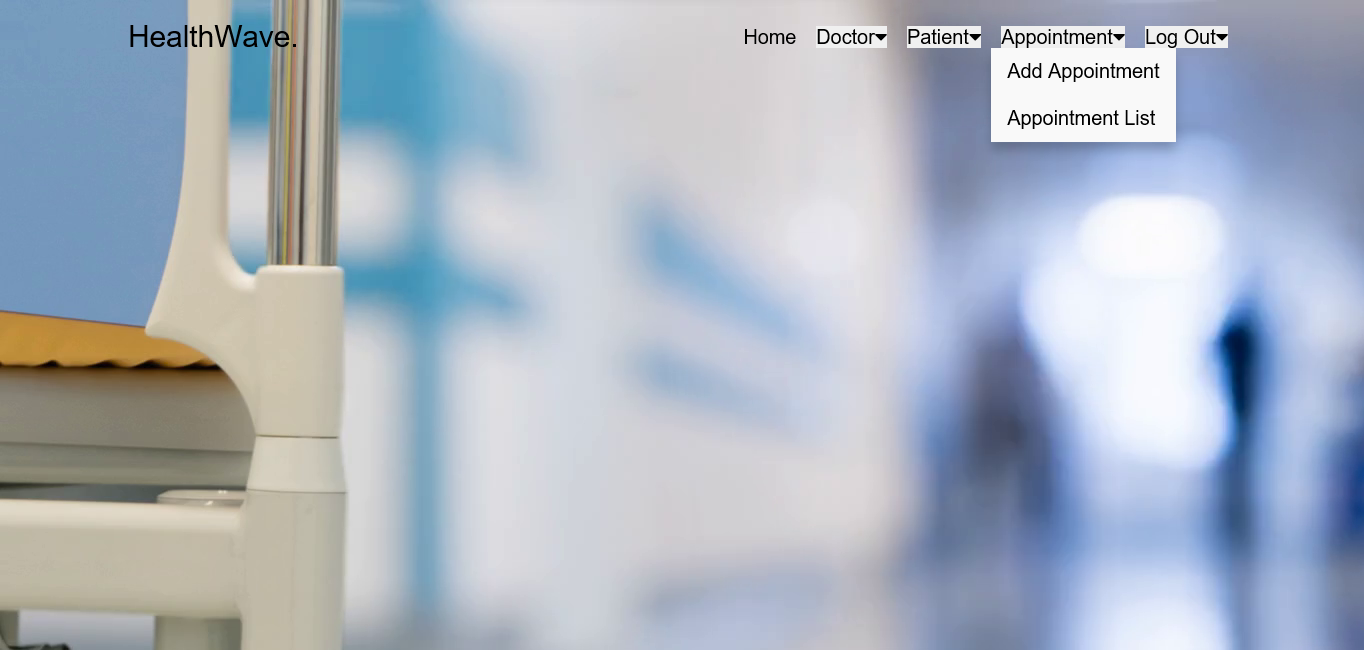 HealthWave.
Home Doctor Patient Appointment Log Out
Add Appointment
Appointment List